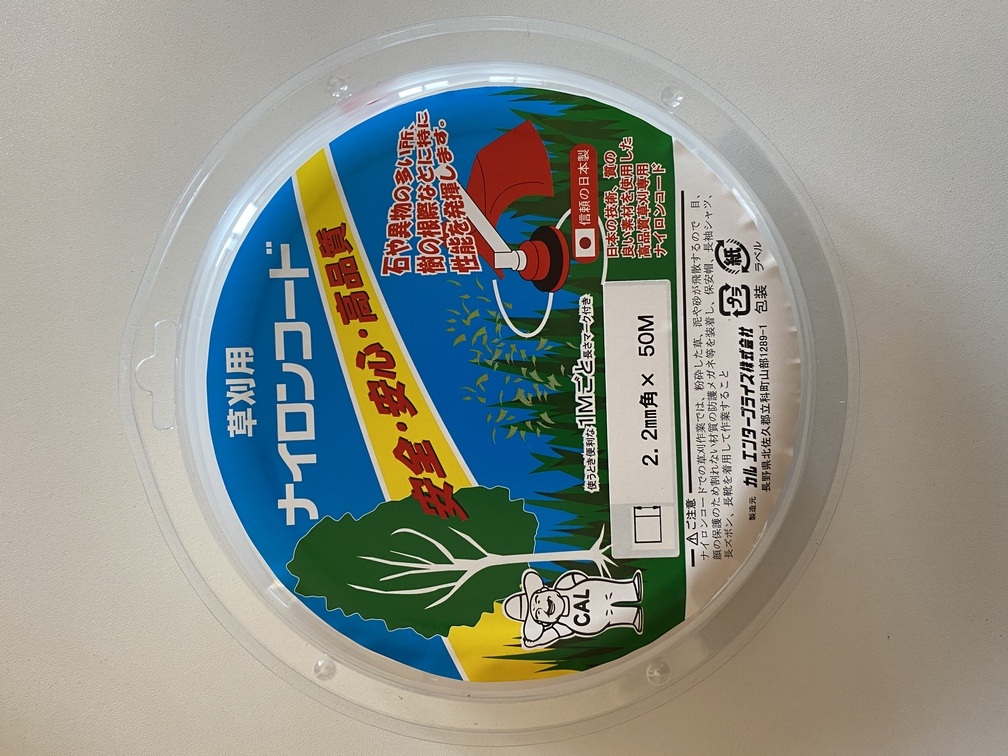 草刈用
ナイロンコード
安全・安心・高品質
石や異物の多い所、
樹の根際などに特に
性能を発揮します。
信頼の日本製
日本の技術、質の
良い素材を使用した
高品質草刈専用
ナイロンコード
使うとき便利な1Mごと長さマーク付き
2.2mm角× 50M
CAL
⚠ご注意
ナイロンコードでの草刈作業では、粉砕した草、泥や砂が飛散するので、目、
顔の保護のため割れない材質の防護メガネ等を装着し、保安帽、長袖シャツ、
長ズボン、長靴を着用して作業すること
製造元 カル エンタープライズ株式会社
長野県北佐久郡立科町山部1289-1
プラ
包装
紙
ラベル